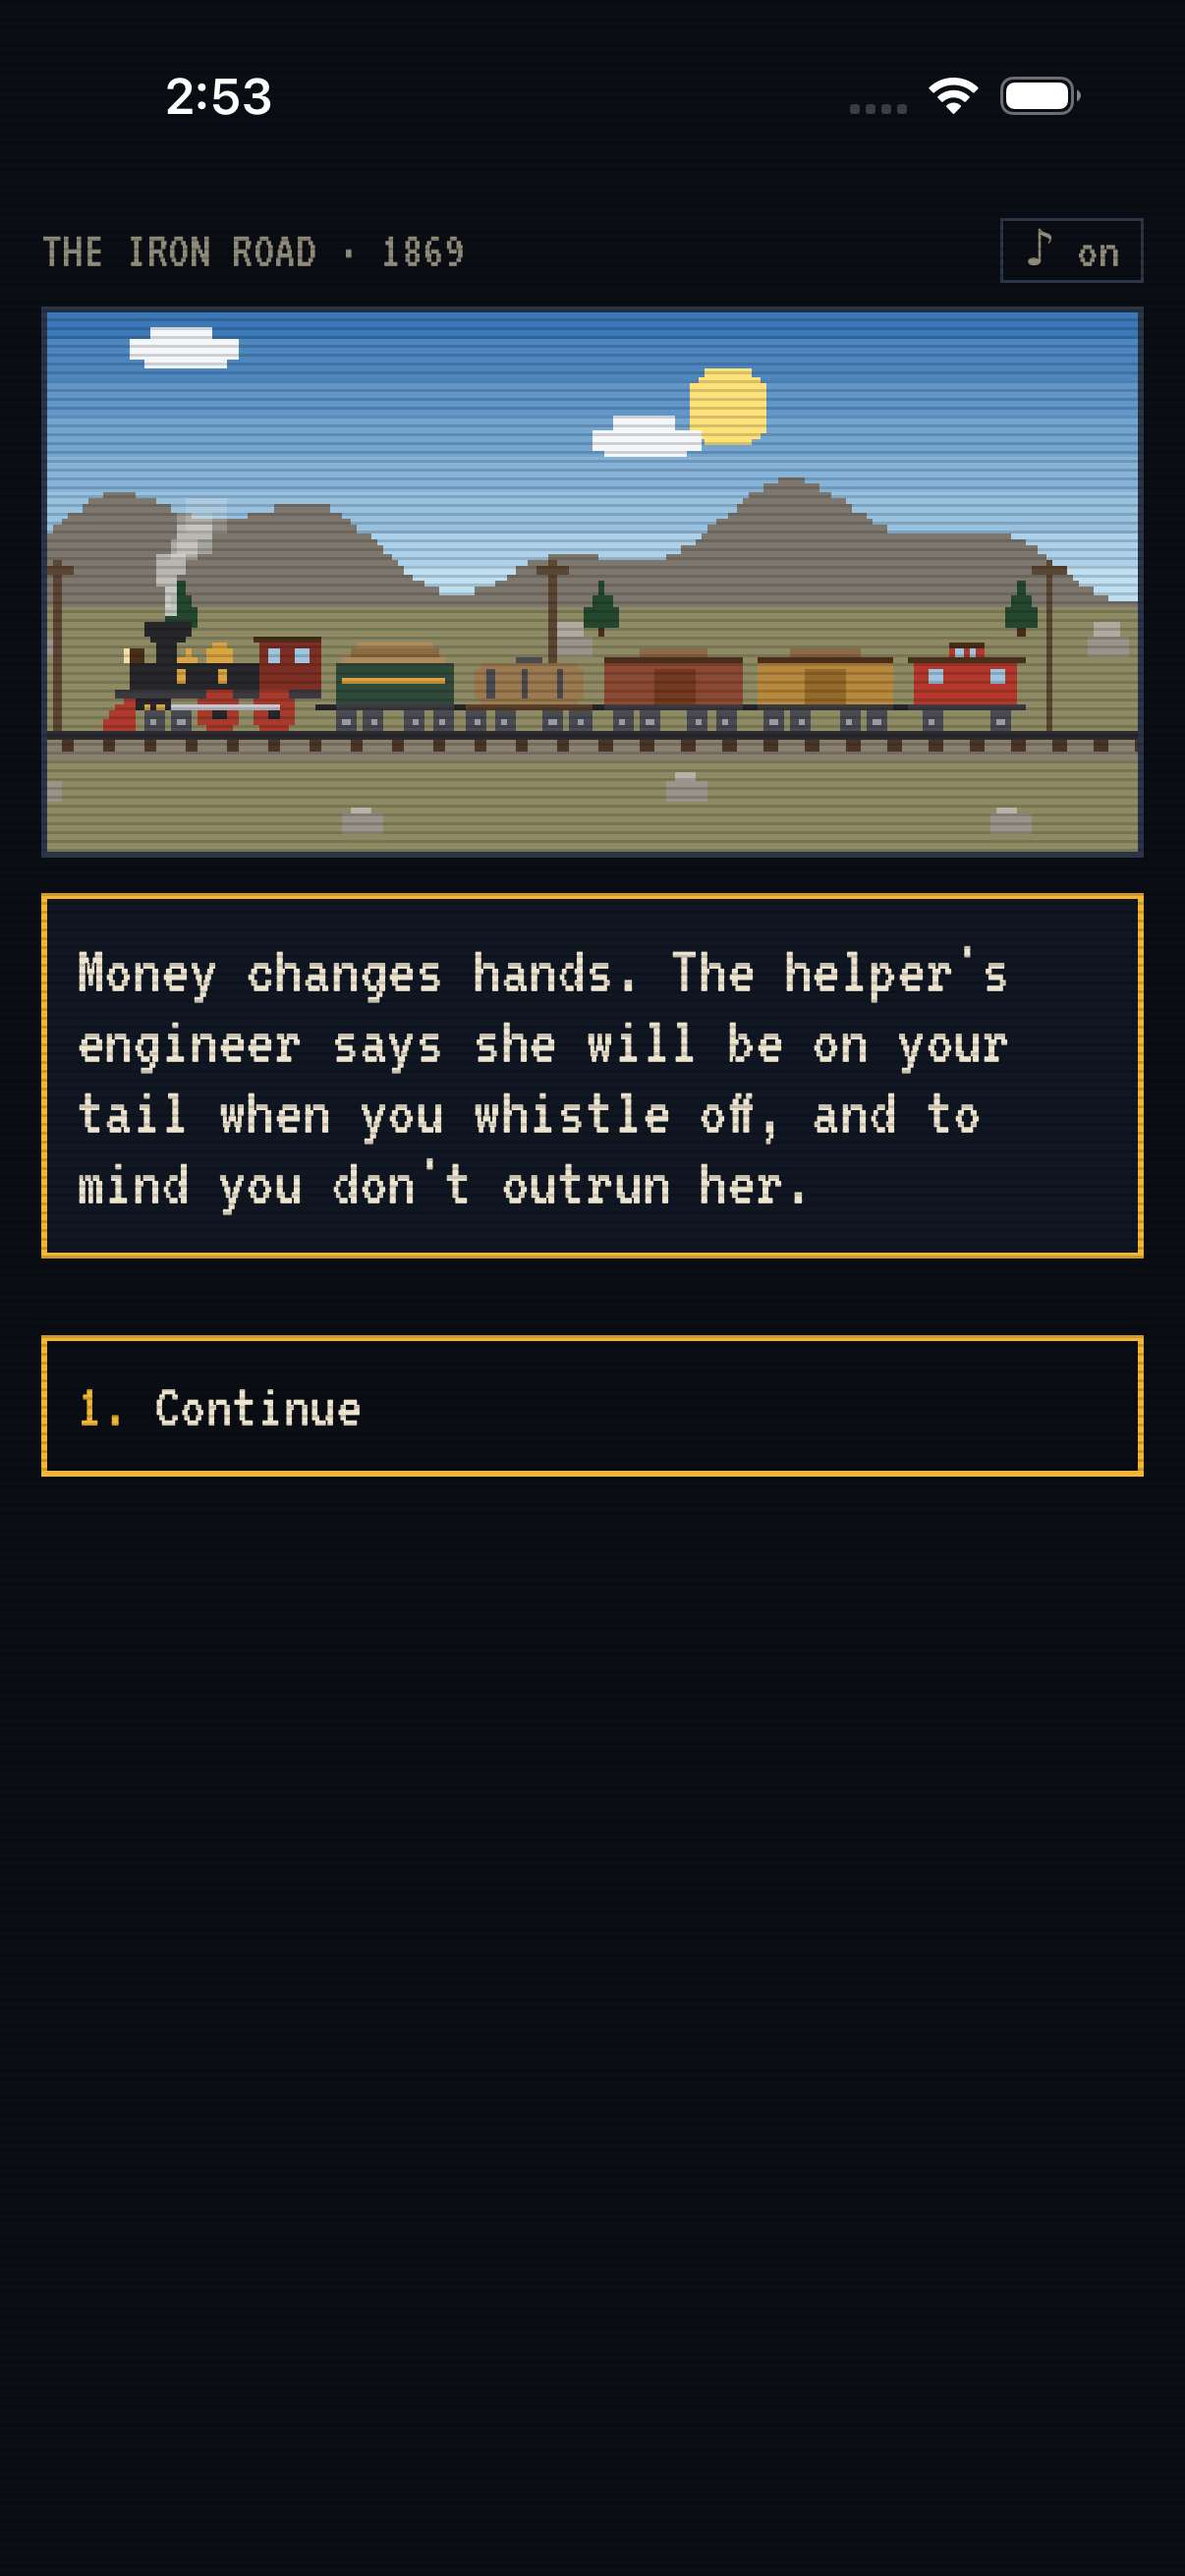 2:53
THE IRON ROAD · 1869
♪ on
Money changes hands. The helper's
engineer says she will be on your
tail when you whistle off, and to
mind you don't outrun her.
1. Continue